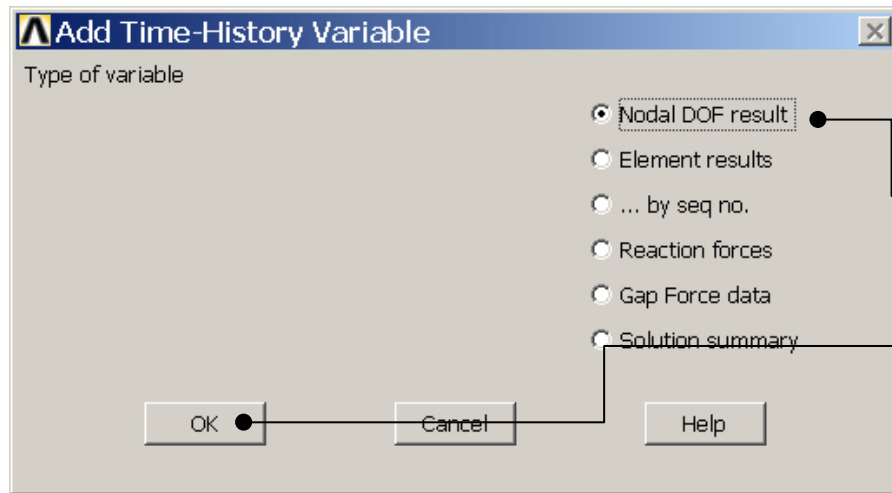 Add Time-History Variable
Type of variable
Nodal DOF result
Element results
... by seq no.
Reaction forces
Gap Force data
Solution summary
OK Cancel Help